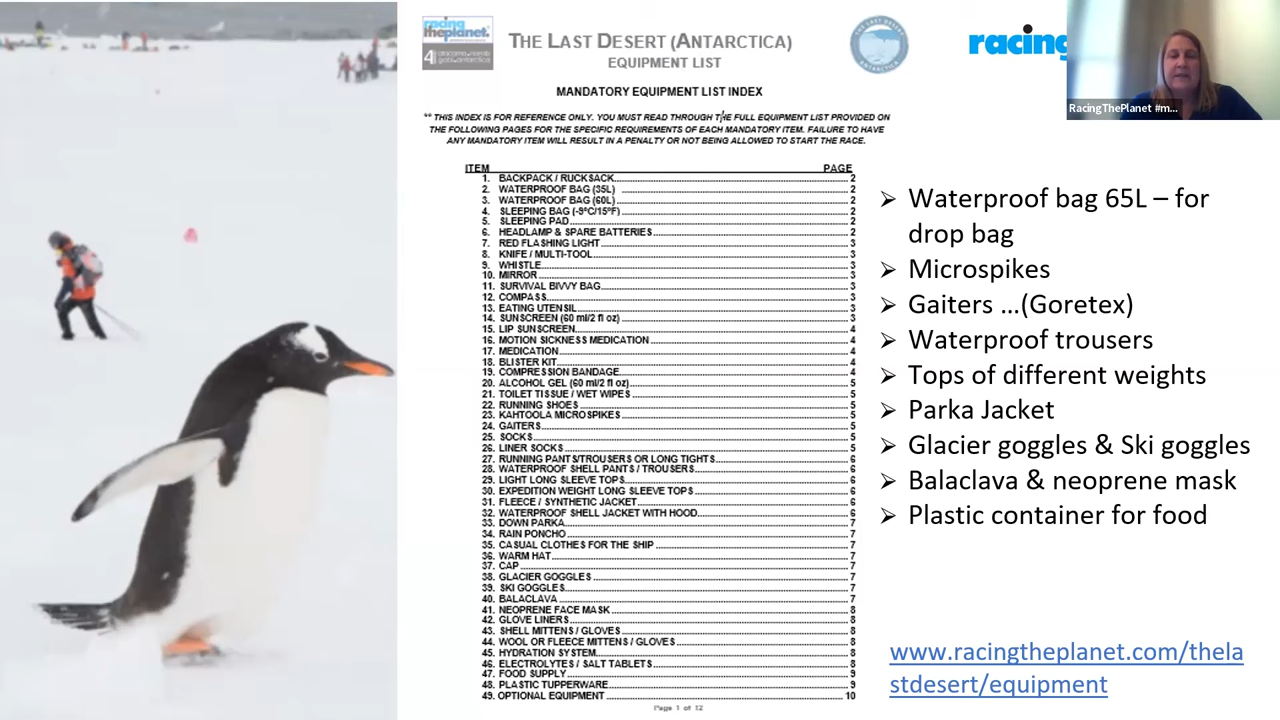 racing
theplanet
THE LAST DESERT (ANTARCTICA)
EQUIPMENT LIST
racing
RacingThePlanet #m...
MANDATORY EQUIPMENT LIST INDEX
** THIS INDEX IS FOR REFERENCE ONLY. YOU MUST READ THROUGH THE FULL EQUIPMENT LIST PROVIDED ON
THE FOLLOWING PAGES FOR THE SPECIFIC REQUIREMENTS OF EACH MANDATORY ITEM. FAILURE TO HAVE
ANY MANDATORY ITEM WILL RESULT IN A PENALTY OR NOT BEING ALLOWED TO START THE RACE.
ITEM PAGE
1. BACKPACK / RUCKSACK 2
2. WATERPROOF BAG (35L) 2
3. WATERPROOF BAG (60L) 2
4. SLEEPING BAG (-9°C/15°F) 2
5. SLEEPING PAD 2
6. HEADLAMP & SPARE BATTERIES 2
7. RED FLASHING LIGHT 3
8. KNIFE / MULTI-TOOL 3
9. WHISTLE 3
10. MIRROR 3
11. SURVIVAL BIVVY BAG 3
12. COMPASS 3
13. EATING UTENSIL 3
14. SUNSCREEN (60 ml/2 fl oz) 3
15. LIP SUNSCREEN 4
16. MOTION SICKNESS MEDICATION 4
17. MEDICATION 4
18. BLISTER KIT 4
19. COMPRESSION BANDAGE 4
20. ALCOHOL GEL (60 ml/2 fl oz) 5
21. TOILET TISSUE / WET WIPES 5
22. RUNNING SHOES 5
23. KAHTOOLA MICROSPIKES 5
24. GAITERS 5
25. SOCKS 5
26. LINER SOCKS 5
27. RUNNING PANTS/TROUSERS OR LONG TIGHTS 6
28. WATERPROOF SHELL PANTS / TROUSERS 6
29. LIGHT LONG SLEEVE TOPS 6
30. EXPEDITION WEIGHT LONG SLEEVE TOPS 6
31. FLEECE / SYNTHETIC JACKET 6
32. WATERPROOF SHELL JACKET WITH HOOD 6
33. DOWN PARKA 7
34. RAIN PONCHO 7
35. CASUAL CLOTHES FOR THE SHIP 7
36. WARM HAT 7
37. CAP 7
38. GLACIER GOGGLES 7
39. SKI GOGGLES 7
40. BALACLAVA 7
41. NEOPRENE FACE MASK 8
42. GLOVE LINERS 8
43. SHELL MITTENS / GLOVES 8
44. WOOL OR FLEECE MITTENS / GLOVES 8
45. HYDRATION SYSTEM 8
46. ELECTROLYTES / SALT TABLETS 8
47. FOOD SUPPLY 9
48. PLASTIC TUPPERWARE 9
49. OPTIONAL EQUIPMENT 10
Page 1 of 12
➢ Waterproof bag 65L – for
drop bag
➢ Microspikes
➢ Gaiters ...(Goretex)
➢ Waterproof trousers
➢ Tops of different weights
➢ Parka Jacket
➢ Glacier goggles & Ski goggles
➢ Balaclava & neoprene mask
➢ Plastic container for food
www.racingtheplanet.com/thela
stdesert/equipment